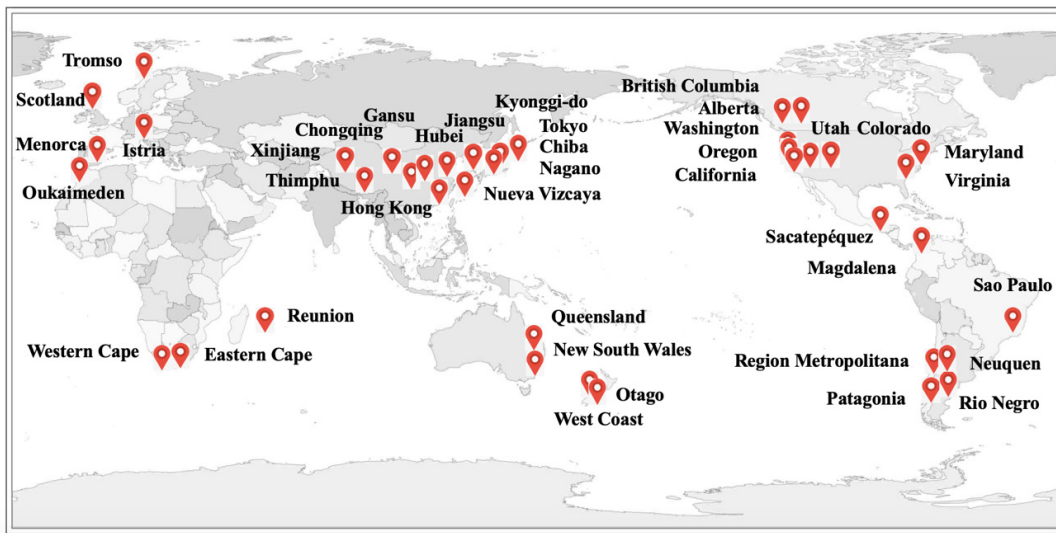 Tromso
Scotland
Menorca
Istria
Oukaimeden
Kyonggi-do
Gansu
Jiangsu
Chongqing
Hubei
Tokyo
Xinjiang
Chiba
Nagano
Thimphu
Hong Kong
Nueva Vizcaya
British Columbia
Alberta
Washington
Utah Colorado
Oregon
Maryland
California
Virginia
Sacatepéquez
Magdalena
Sao Paulo
Reunion
Queensland
Western Cape
Eastern Cape
New South Wales
Otago
West Coast
Region Metropolitana
Neuquen
Patagonia
Rio Negro